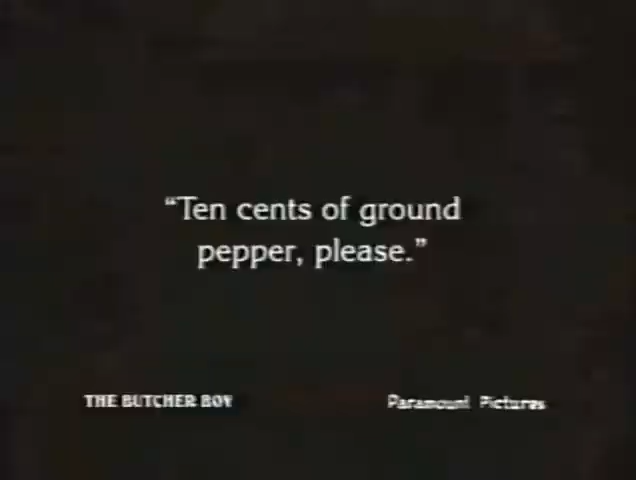 “Ten cents of ground
pepper, please.”
THE BUTCHER BOY
Paramount Pictures